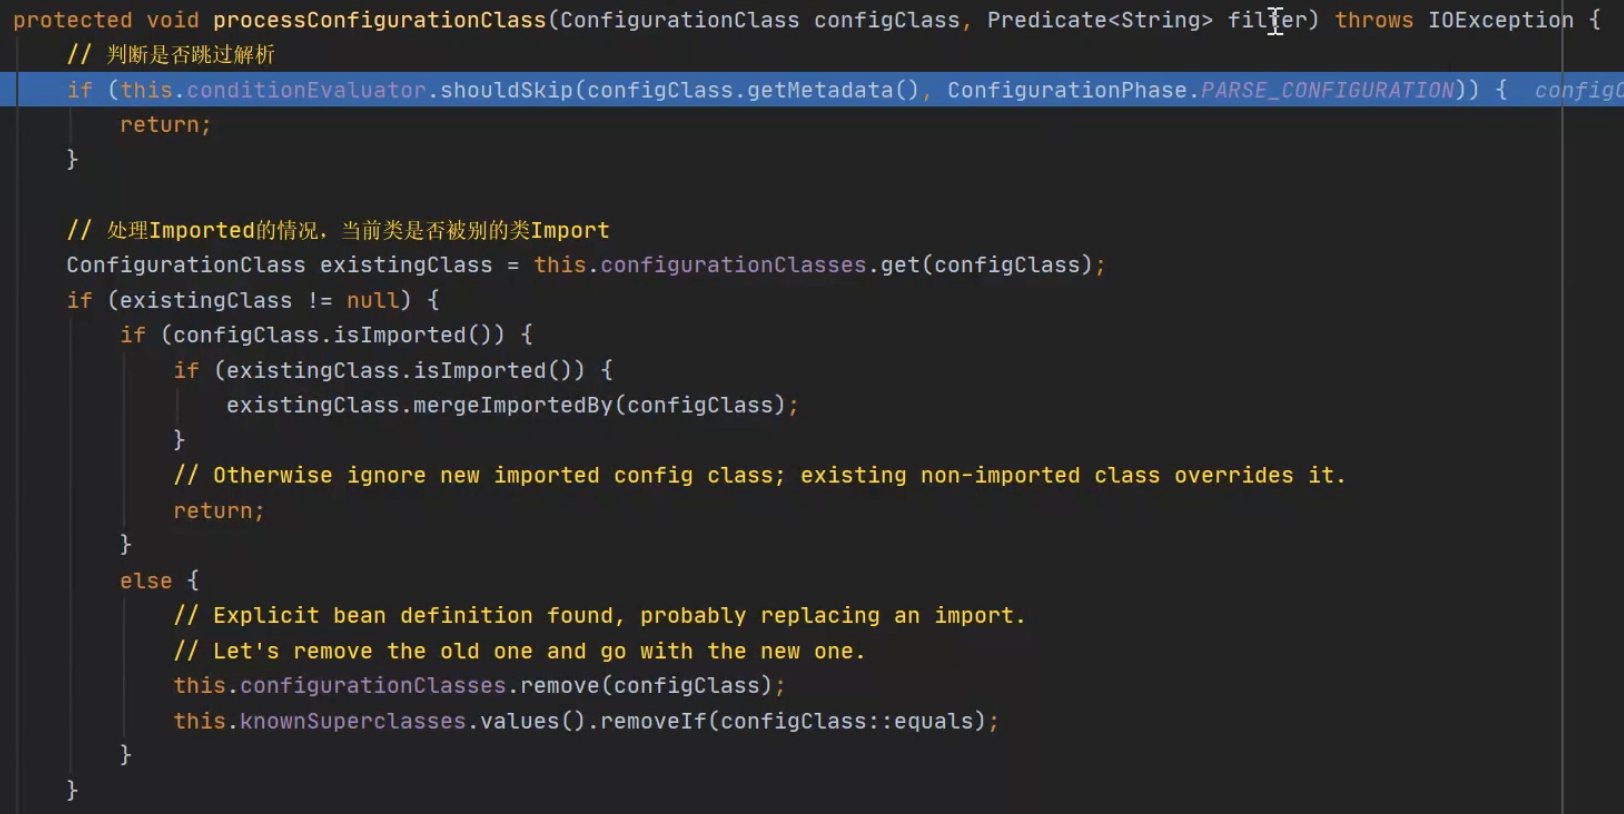 protected void processConfigurationClass(ConfigurationClass configClass, Predicate<String> filter) throws IOException {
// 判断是否跳过解析
if (this.conditionEvaluator.shouldSkip(configClass.getMetadata(), ConfigurationPhase.PARSE_CONFIGURATION)) {
return;
}
// 处理Imported的情况，当前类是否被别的类Import
ConfigurationClass existingClass = this.configurationClasses.get(configClass);
if (existingClass != null) {
if (configClass.isImported()) {
if (existingClass.isImported()) {
existingClass.mergeImportedBy(configClass);
}
// Otherwise ignore new imported config class; existing non-imported class overrides it.
return;
}
else {
// Explicit bean definition found, probably replacing an import.
// Let's remove the old one and go with the new one.
this.configurationClasses.remove(configClass);
this.knownSuperclasses.values().removeIf(configClass::equals);
}
}